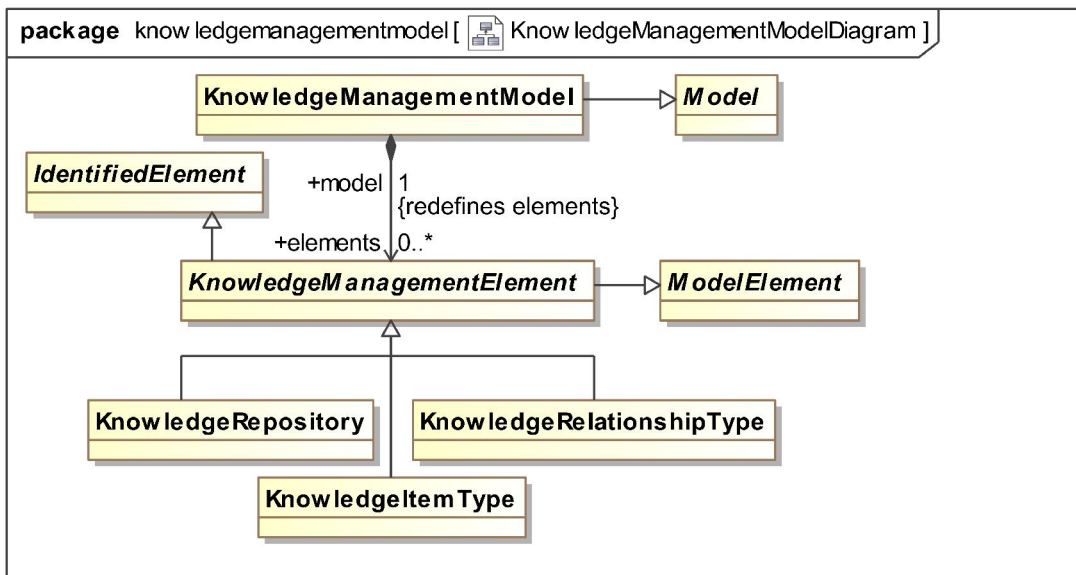 package knowledgemanagementmodel [ KnowledgeManagementModelDiagram ]
KnowledgeManagementModel
Model
IdentifiedElement
+model 1
{redefines elements}
+elements 0..*
KnowledgeManagementElement
ModelElement
KnowledgeRepository
KnowledgeRelationshipType
KnowledgeItemType